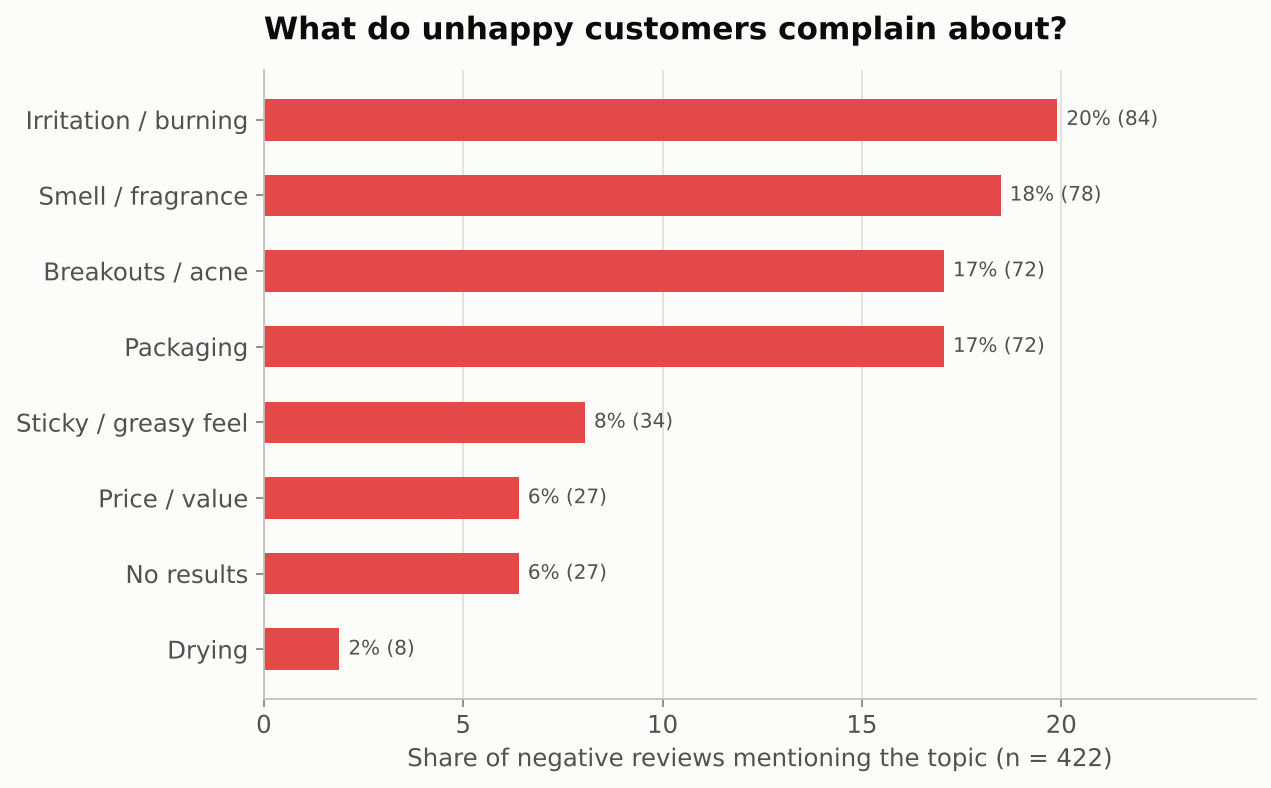 What do unhappy customers complain about?
Irritation / burning
20% (84)
Smell / fragrance
18% (78)
Breakouts / acne
17% (72)
Packaging
17% (72)
Sticky / greasy feel
8% (34)
Price / value
6% (27)
No results
6% (27)
Drying
2% (8)
0 5 10 15 20
Share of negative reviews mentioning the topic (n = 422)